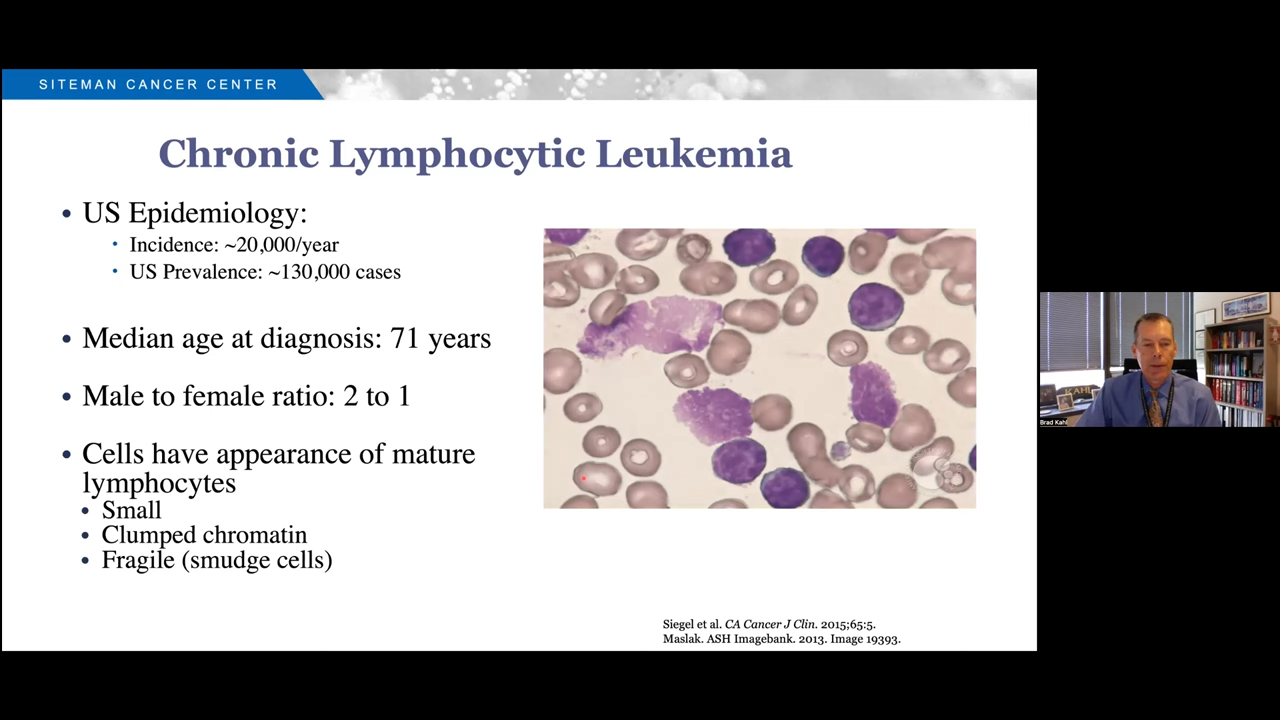 SITEMAN CANCER CENTER
Chronic Lymphocytic Leukemia
• US Epidemiology:
• Incidence: ~20,000/year
• US Prevalence: ~130,000 cases
• Median age at diagnosis: 71 years
• Male to female ratio: 2 to 1
• Cells have appearance of mature
lymphocytes
• Small
• Clumped chromatin
• Fragile (smudge cells)
Siegel et al. CA Cancer J Clin. 2015;65:5.
Maslak. ASH Imagebank. 2013. Image 19393.
KAHL
Brad Kahl